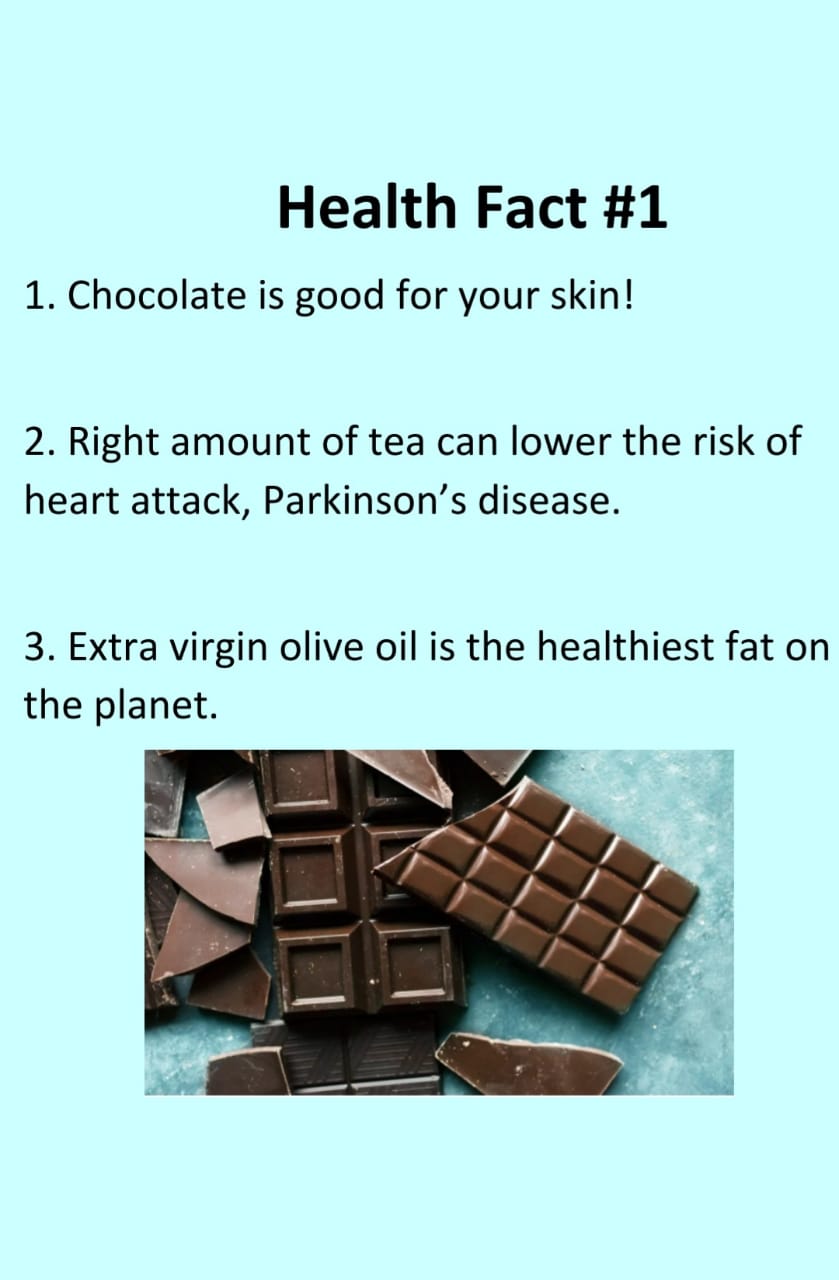 Health Fact #1
1. Chocolate is good for your skin!
2. Right amount of tea can lower the risk of
heart attack, Parkinson’s disease.
3. Extra virgin olive oil is the healthiest fat on
the planet.